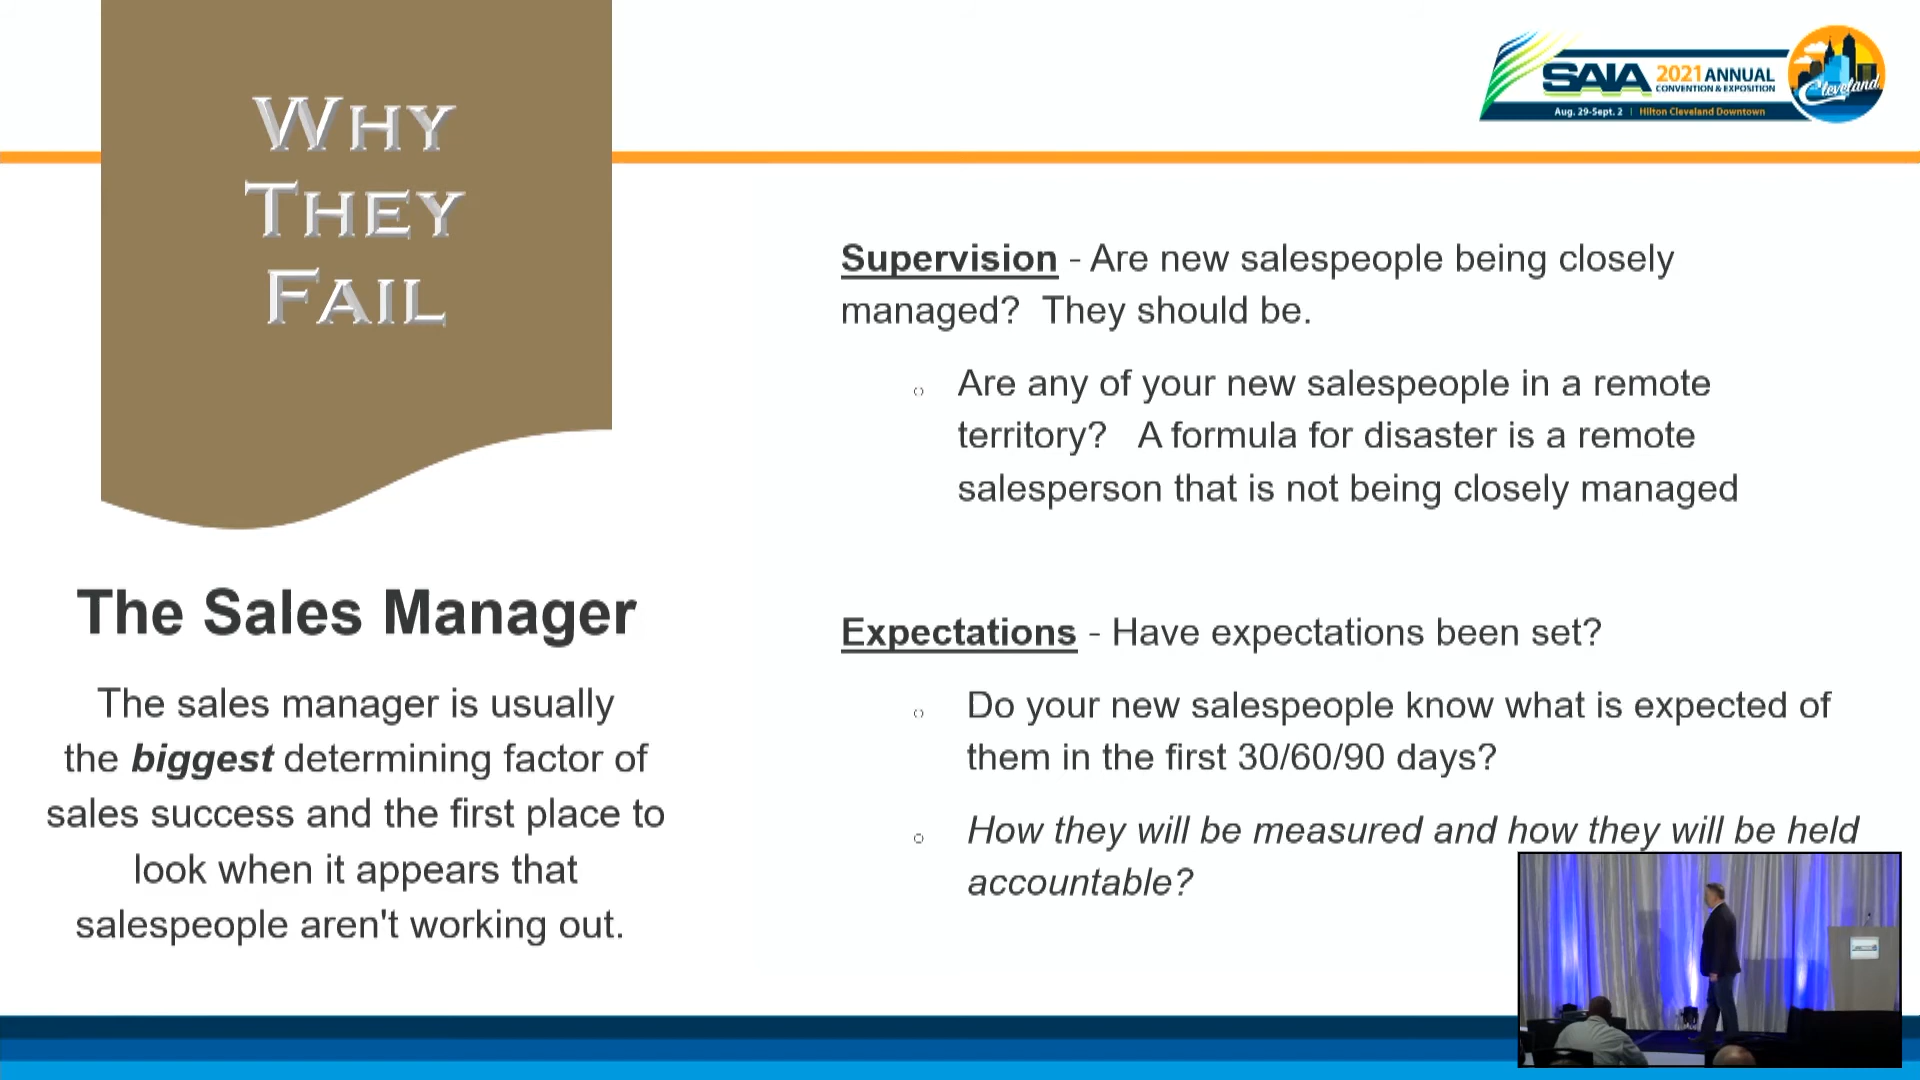 WHY
THEY
FAIL
SAIA 2021 ANNUAL
CONVENTION & EXPOSITION
Cleveland
Aug. 29-Sept. 2 | Hilton Cleveland Downtown
The Sales Manager
The sales manager is usually
the biggest determining factor of
sales success and the first place to
look when it appears that
salespeople aren't working out.
Supervision - Are new salespeople being closely
managed? They should be.
Are any of your new salespeople in a remote
territory? A formula for disaster is a remote
salesperson that is not being closely managed
Expectations - Have expectations been set?
Do your new salespeople know what is expected of
them in the first 30/60/90 days?
How they will be measured and how they will be held
accountable?